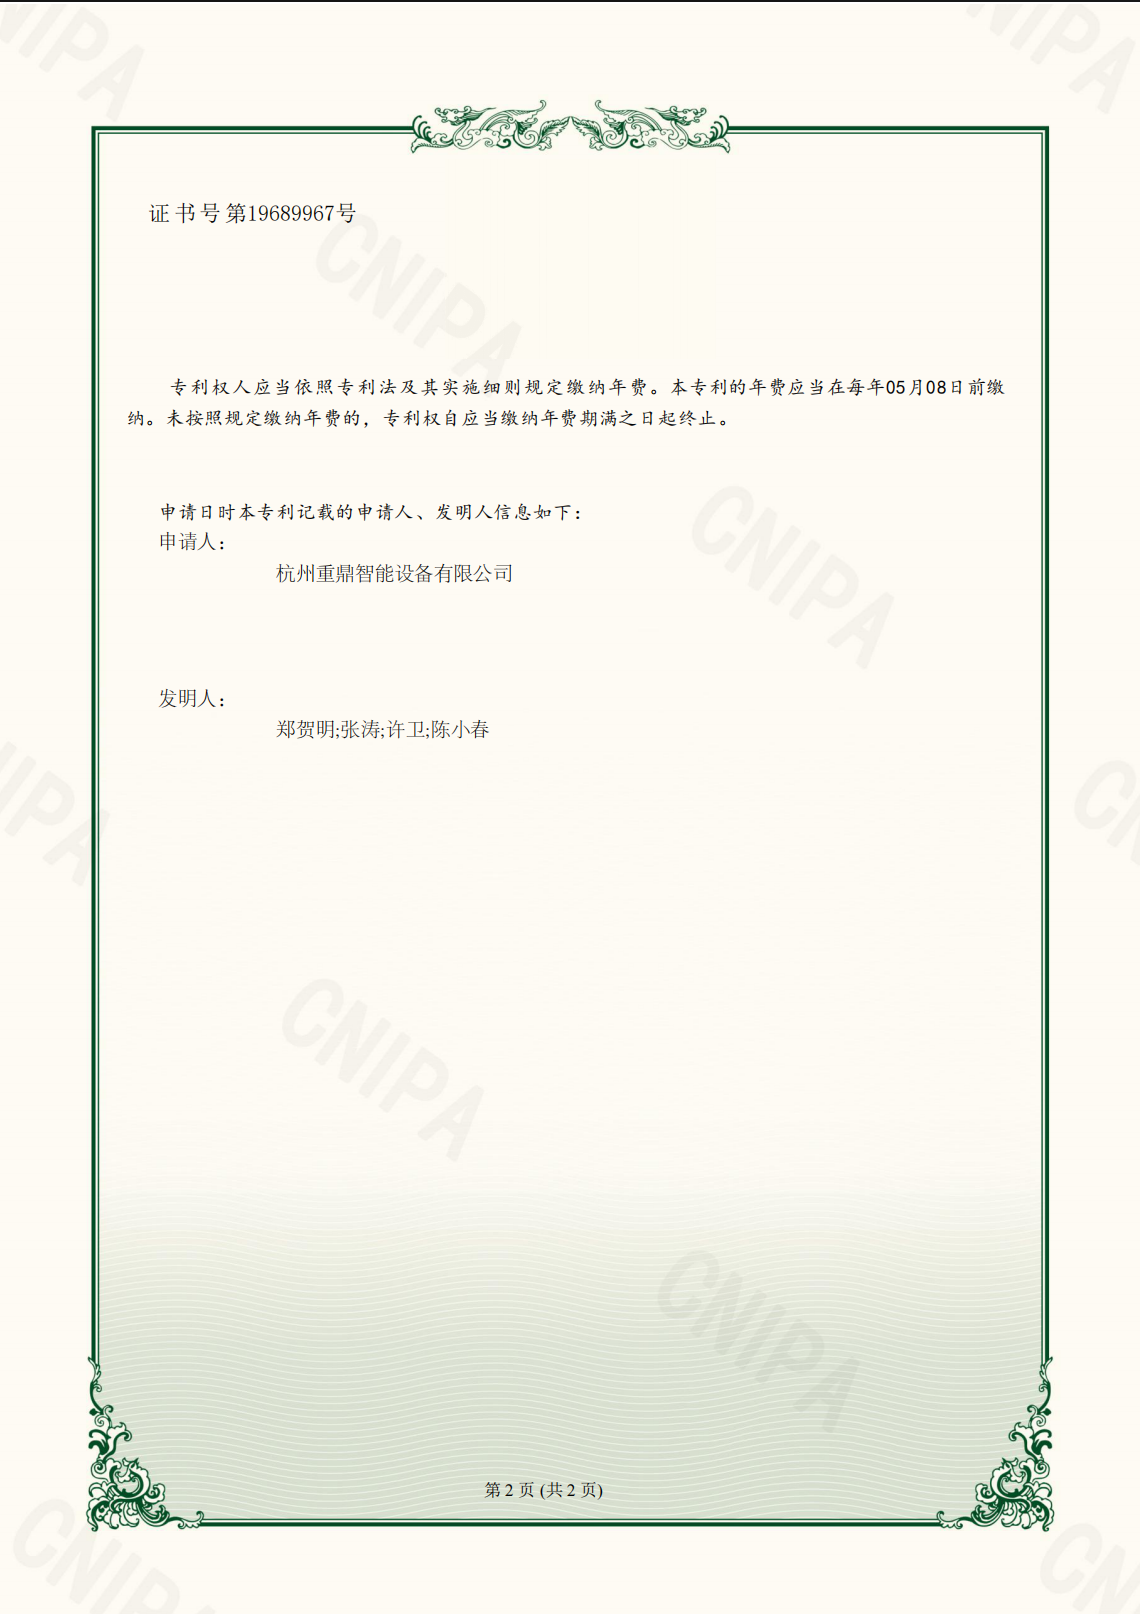 证书号第19689967号
专利权人应当依照专利法及其实施细则规定缴纳年费。本专利的年费应当在每年05月08日前缴
纳。未按照规定缴纳年费的，专利权自应当缴纳年费期满之日起终止。
申请日时本专利记载的申请人、发明人信息如下：
申请人：
杭州重鼎智能设备有限公司
发明人：
郑贺明;张涛;许卫;陈小春
第 2 页 (共 2 页)
CNIPA
CNIPA
CNIPA
CNIPA